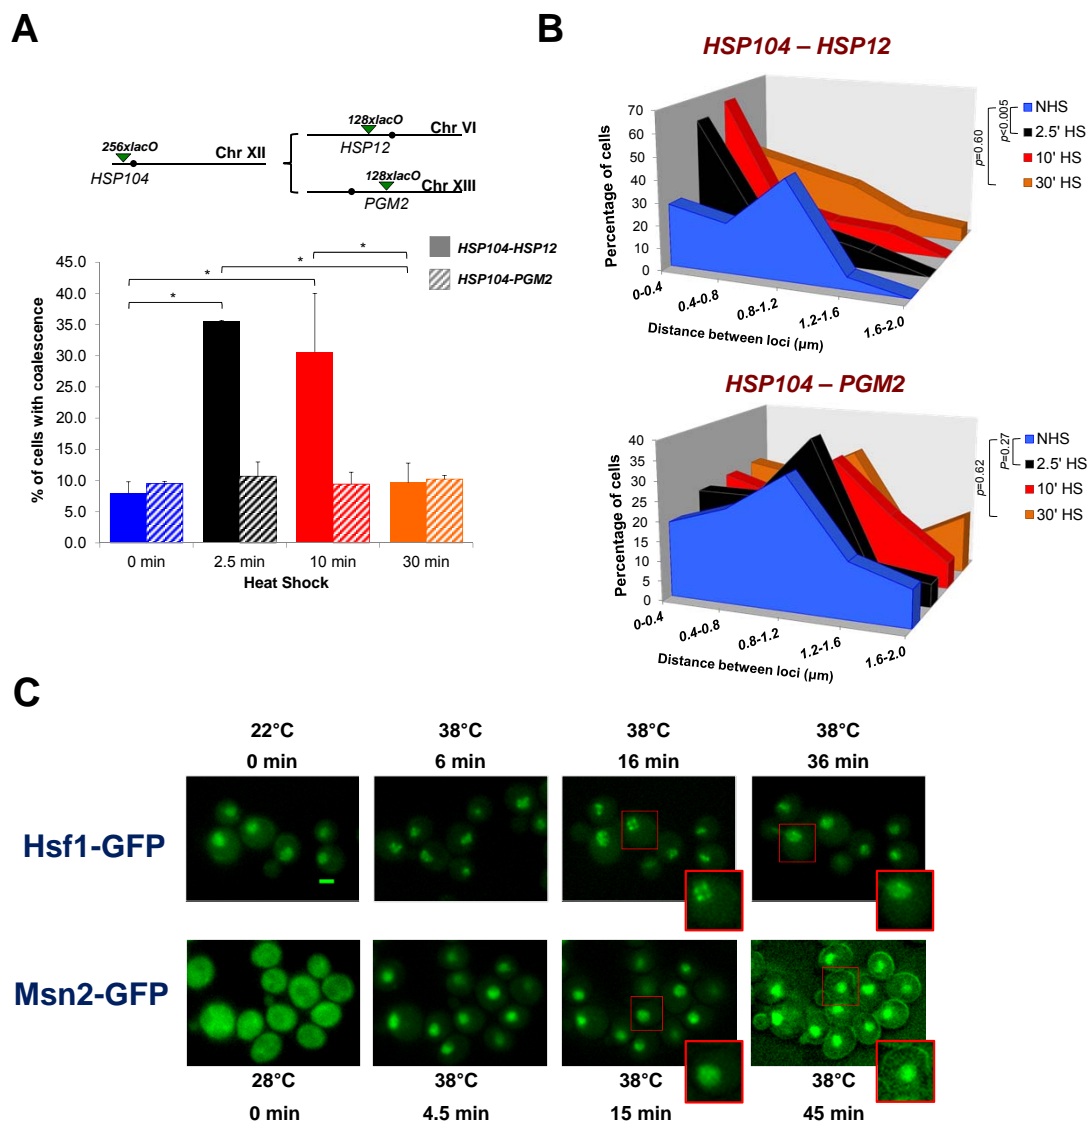 A
256xlacO
Chr XII
HSP104
128xlacO
Chr VI
HSP12
128xlacO
Chr XIII
PGM2
HSP104-HSP12
HSP104-PGM2
% of cells with coalescence
45.0
40.0
35.0
30.0
25.0
20.0
15.0
10.0
5.0
0.0
*
*
*
*
0 min
2.5 min
10 min
30 min
Heat Shock
B
HSP104 – HSP12
Percentage of cells
70
60
50
40
30
20
10
0
0-0.4
0.4-0.8
0.8-1.2
1.2-1.6
1.6-2.0
Distance between loci (µm)
p=0.60
p<0.005
NHS
2.5' HS
10' HS
30' HS
HSP104 – PGM2
Percentage of cells
40
35
30
25
20
15
10
5
0
0-0.4
0.4-0.8
0.8-1.2
1.2-1.6
1.6-2.0
Distance between loci (µm)
p=0.62
P=0.27
NHS
2.5' HS
10' HS
30' HS
C
22°C
38°C
38°C
38°C
0 min
6 min
16 min
36 min
Hsf1-GFP
Msn2-GFP
28°C
38°C
38°C
38°C
0 min
4.5 min
15 min
45 min